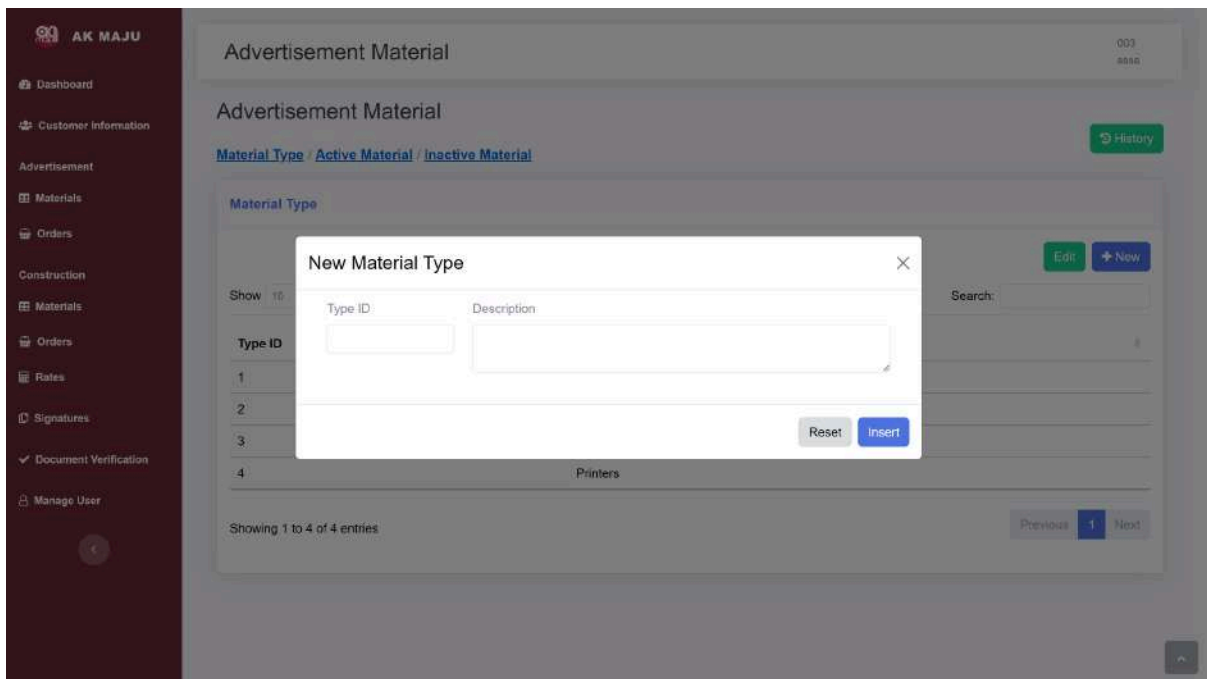 AK MAJU
Advertisement Material
003
Dashboard
Advertisement Material
Customer Information
History
Material Type / Active Material / Inactive Material
Advertisement
Materials
Material Type
Orders
New Material Type
Edit
New
Construction
Show 10
Search:
Materials
Type ID
Description
Orders
Type ID
Rates
1
2
Signatures
Reset
Insert
3
Document Verification
4
Printers
Manage User
Showing 1 to 4 of 4 entries
Previous
1
Next